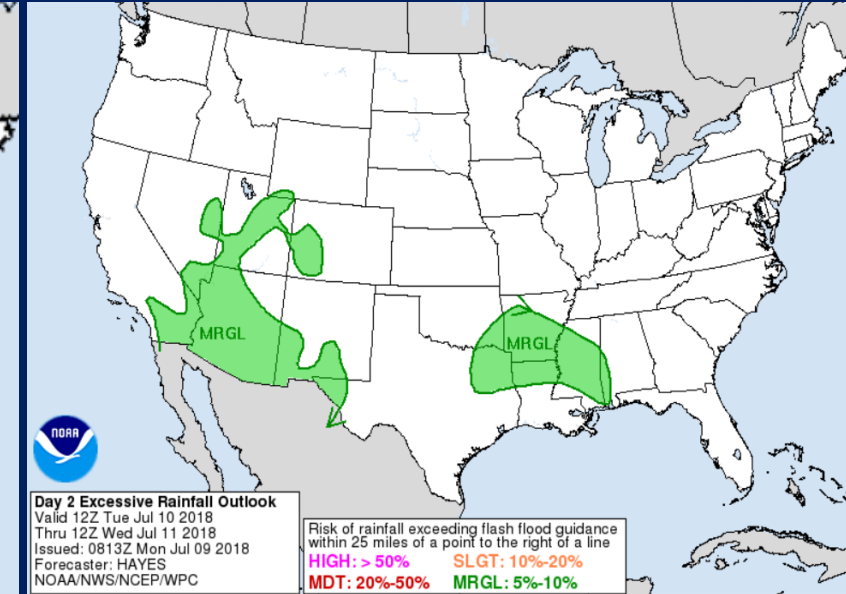 MRGL
MRGL
NOAA
Day 2 Excessive Rainfall Outlook
Valid 12Z Tue Jul 10 2018
Thru 12Z Wed Jul 11 2018
Issued: 0813Z Mon Jul 09 2018
Forecaster: HAYES
NOAA/NWS/NCEP/WPC
Risk of rainfall exceeding flash flood guidance
within 25 miles of a point to the right of a line
HIGH: > 50% SLGT: 10%-20%
MDT: 20%-50% MRGL: 5%-10%